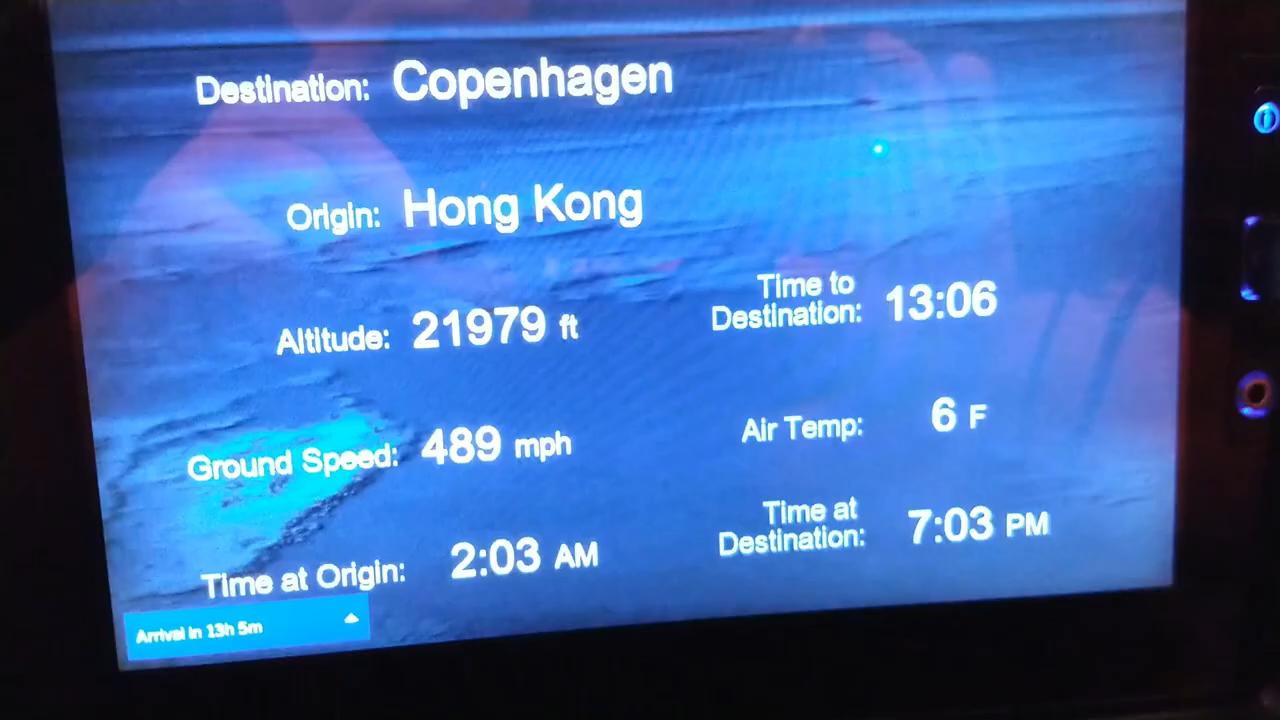 Destination: Copenhagen
Origin: Hong Kong
Altitude: 21979 ft
Time to
Destination: 13:06
Ground Speed: 489 mph
Air Temp: 6 F
Time at Origin: 2:03 AM
Time at
Destination: 7:03 PM
Arrival in 13h 5m